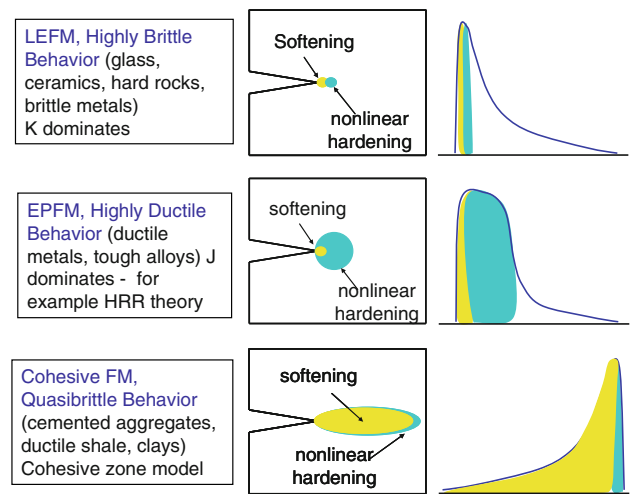 LEFM, Highly Brittle
Behavior (glass,
ceramics, hard rocks,
brittle metals)
K dominates
Softening
nonlinear
hardening
EPFM, Highly Ductile
Behavior (ductile
metals, tough alloys) J
dominates - for
example HRR theory
softening
nonlinear
hardening
Cohesive FM,
Quasibrittle Behavior
(cemented aggregates,
ductile shale, clays)
Cohesive zone model
softening
nonlinear
hardening